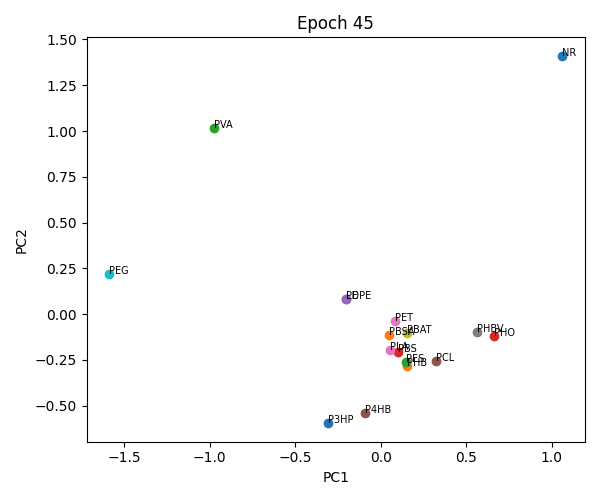 Epoch 45
1.50
1.25
1.00
0.75
0.50
0.25
0.00
−0.25
−0.50
PC2
NR
PVA
PEG
LDPE
PET
PBSA
PBAT
PHBV
PHO
PLA
PBS
PES
PHB
PCL
P4HB
P3HP
−1.5
−1.0
−0.5
0.0
0.5
1.0
PC1